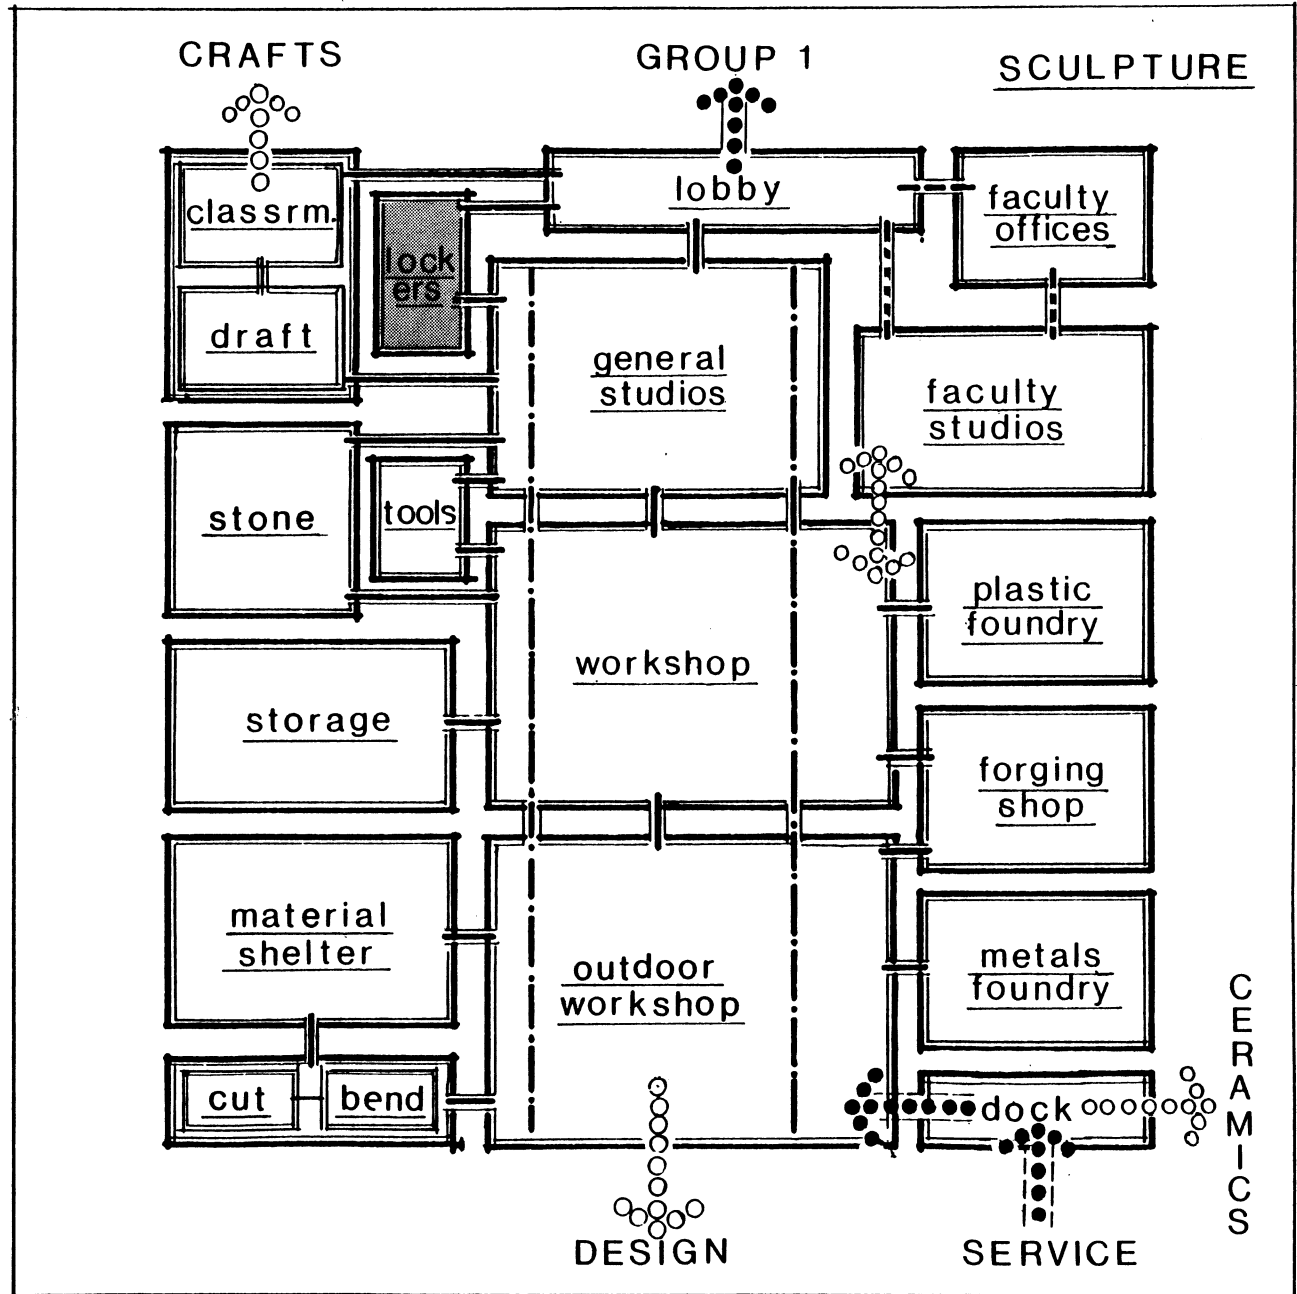 CRAFTS
GROUP 1
SCULPTURE
classrm.
lobby
faculty
offices
lock
ers
draft
general
studios
faculty
studios
stone
tools
plastic
foundry
workshop
storage
forging
shop
material
shelter
outdoor
workshop
metals
foundry
CERAMICS
cut
bend
dock
DESIGN
SERVICE